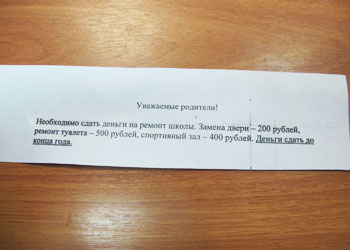 Уважаемые родители!
Необходимо сдать деньги на ремонт школы. Замена двери – 200 рублей,
ремонт туалета – 500 рублей, спортивный зал – 400 рублей. Деньги сдать до
конца года.